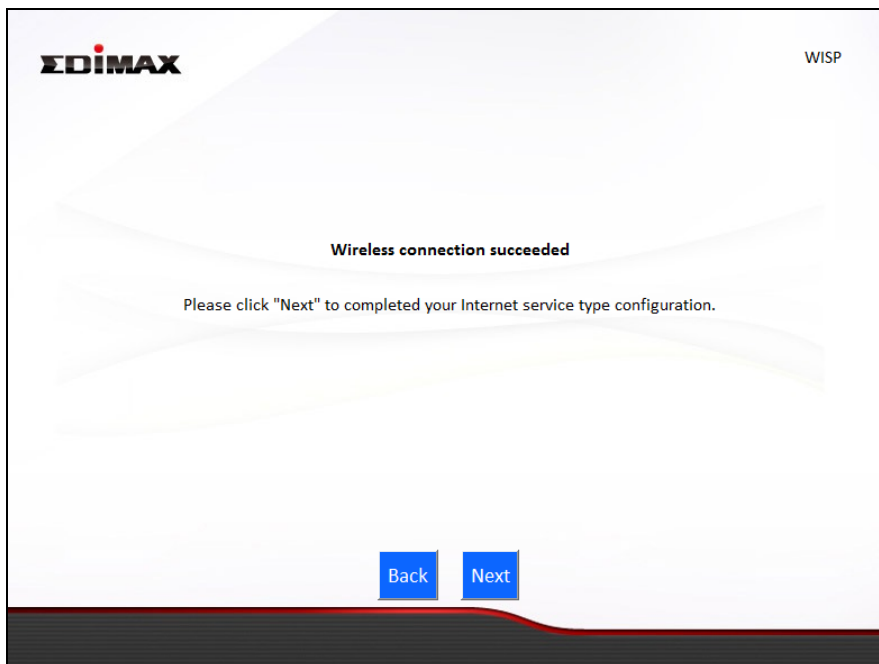 EDIMAX
WISP
Wireless connection succeeded
Please click "Next" to completed your Internet service type configuration.
Back
Next